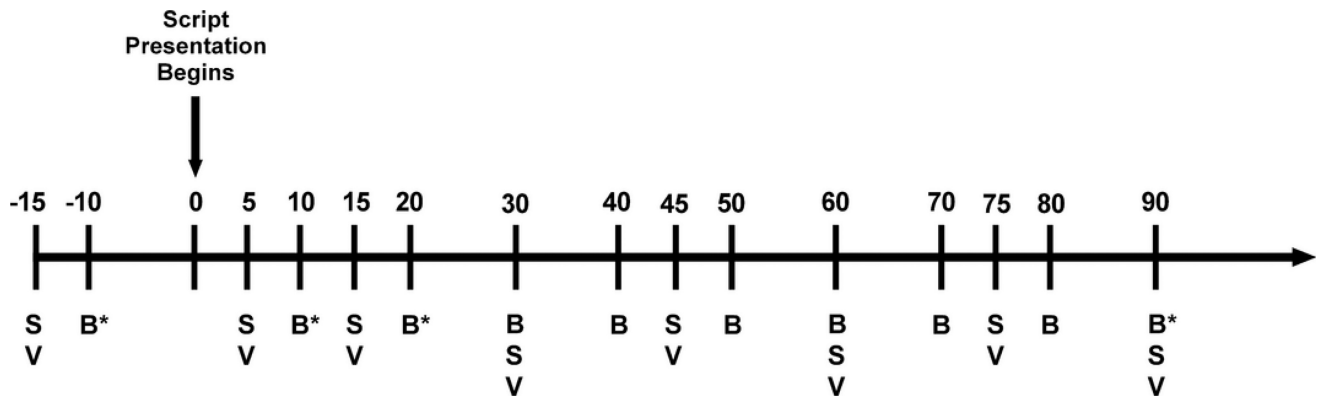 Script
Presentation
Begins
-15 -10 0 5 10 15 20 30 40 45 50 60 70 75 80 90
S B* S B* S B* B B S B B B S B B*
V V V S V S V S
V V V